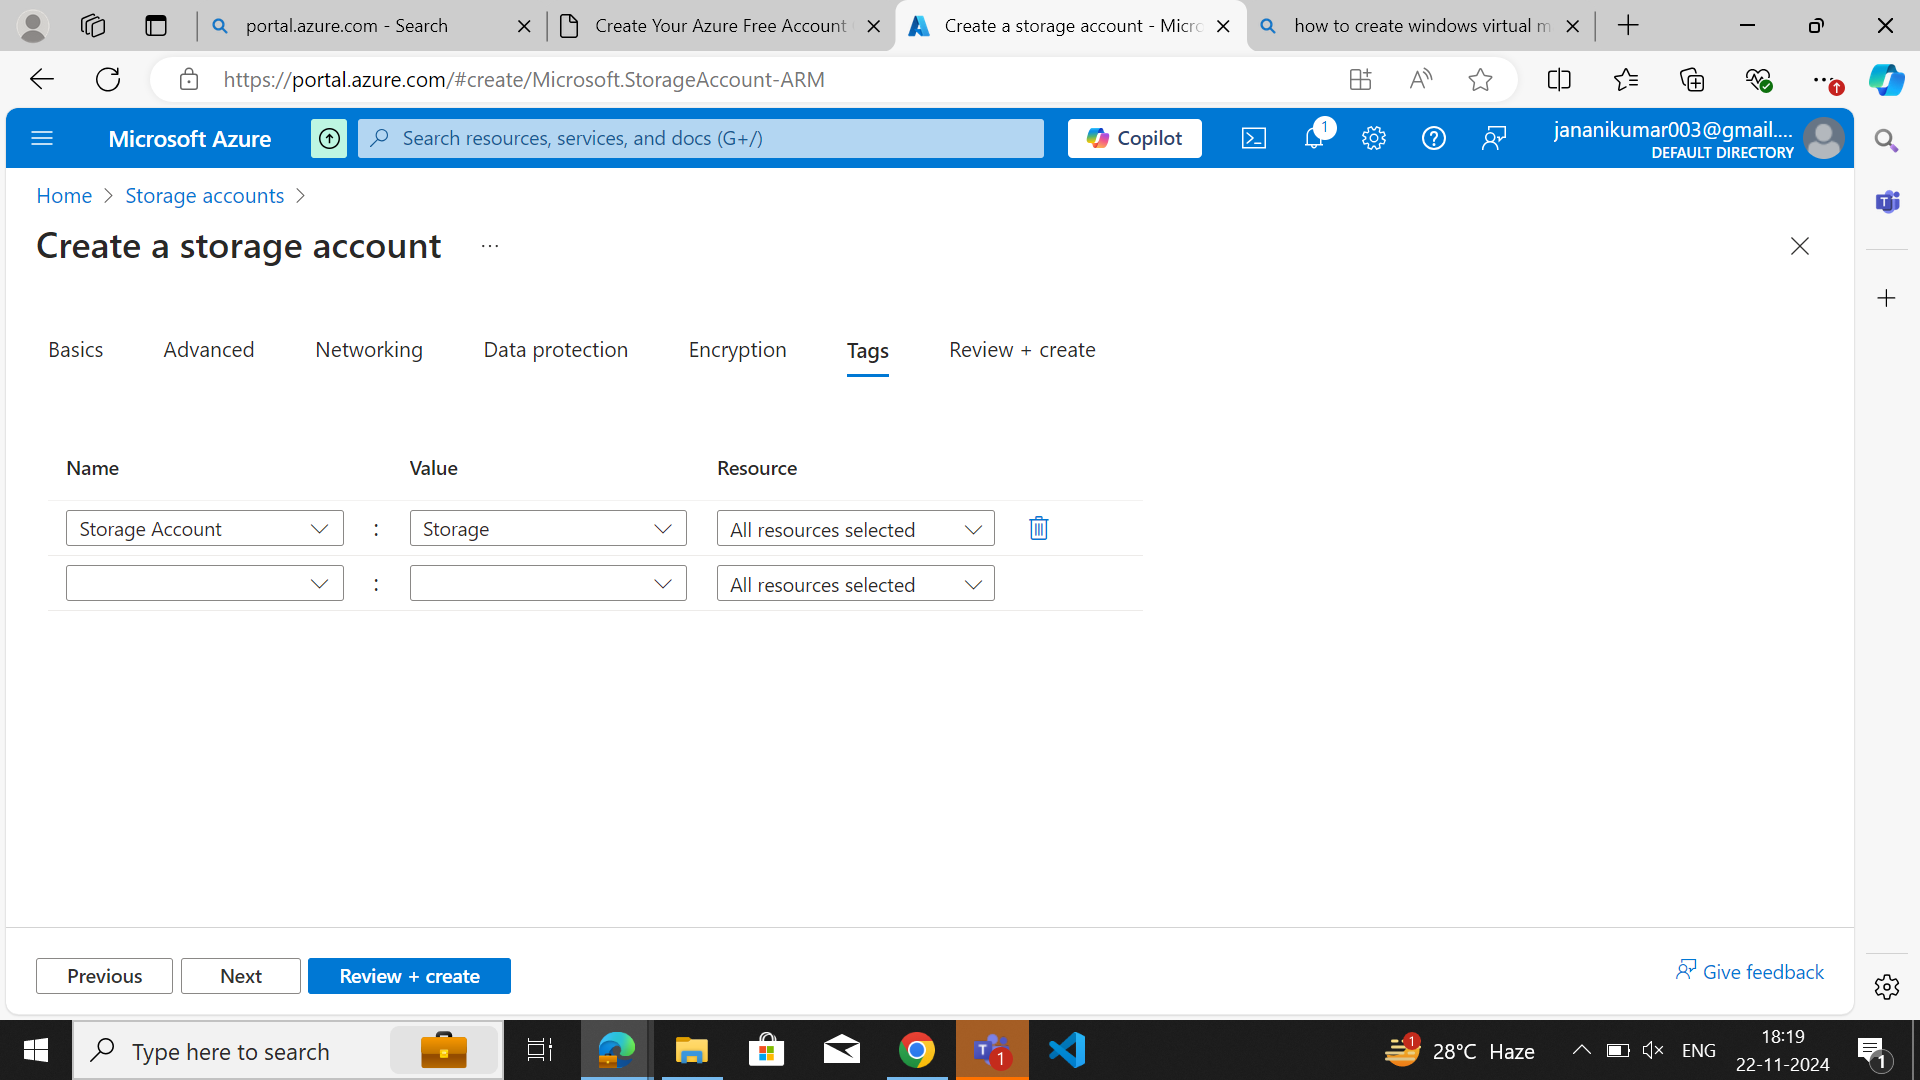 portal.azure.com - Search
Create Your Azure Free Account
Create a storage account - Micro
how to create windows virtual m
https://portal.azure.com/#create/Microsoft.StorageAccount-ARM
Microsoft Azure
Search resources, services, and docs (G+/)
Copilot
1
jananikumar003@gmail....
DEFAULT DIRECTORY
Home
Storage accounts
Create a storage account
Basics
Advanced
Networking
Data protection
Encryption
Tags
Review + create
Name
Value
Resource
Storage Account
:
Storage
All resources selected
:
All resources selected
Previous
Next
Review + create
Give feedback
Type here to search
1
1
28°C Haze
ENG
18:19
22-11-2024
1